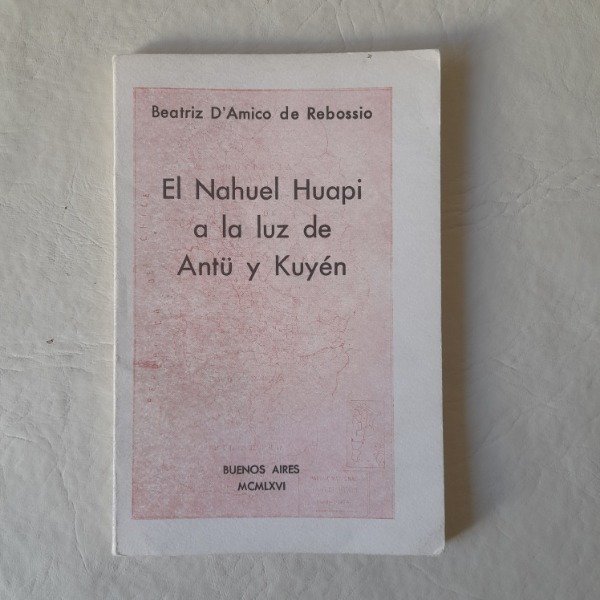 Beatriz D'Amico de Rebossio
El Nahuel Huapi
a la luz de
Antü y Kuyén
BUENOS AIRES
MCMLXVI